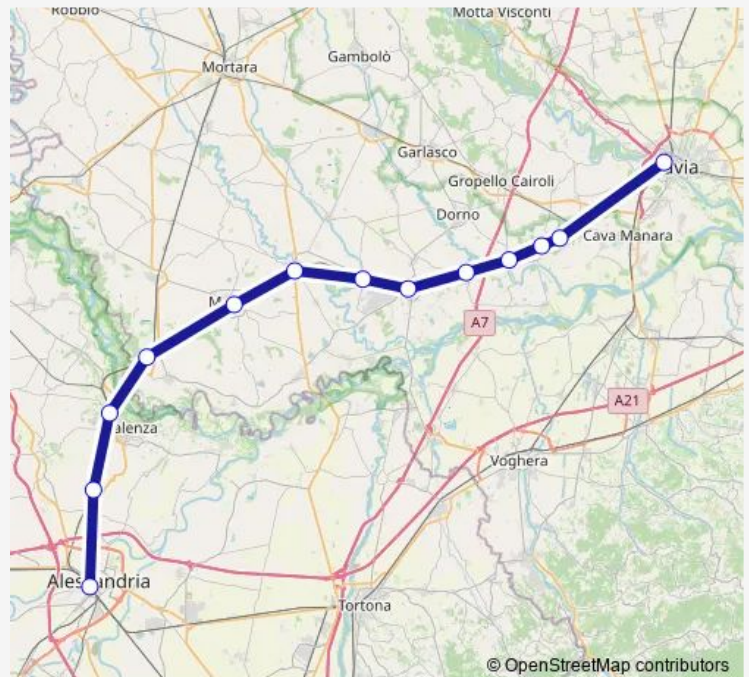 Robbio
Motta Visconti
Gambolò
Mortara
Garlasco
Gropello Cairoli
Dorno
Cava Manara
A7
A21
Voghera
Tortona
© OpenStreetMap contributors